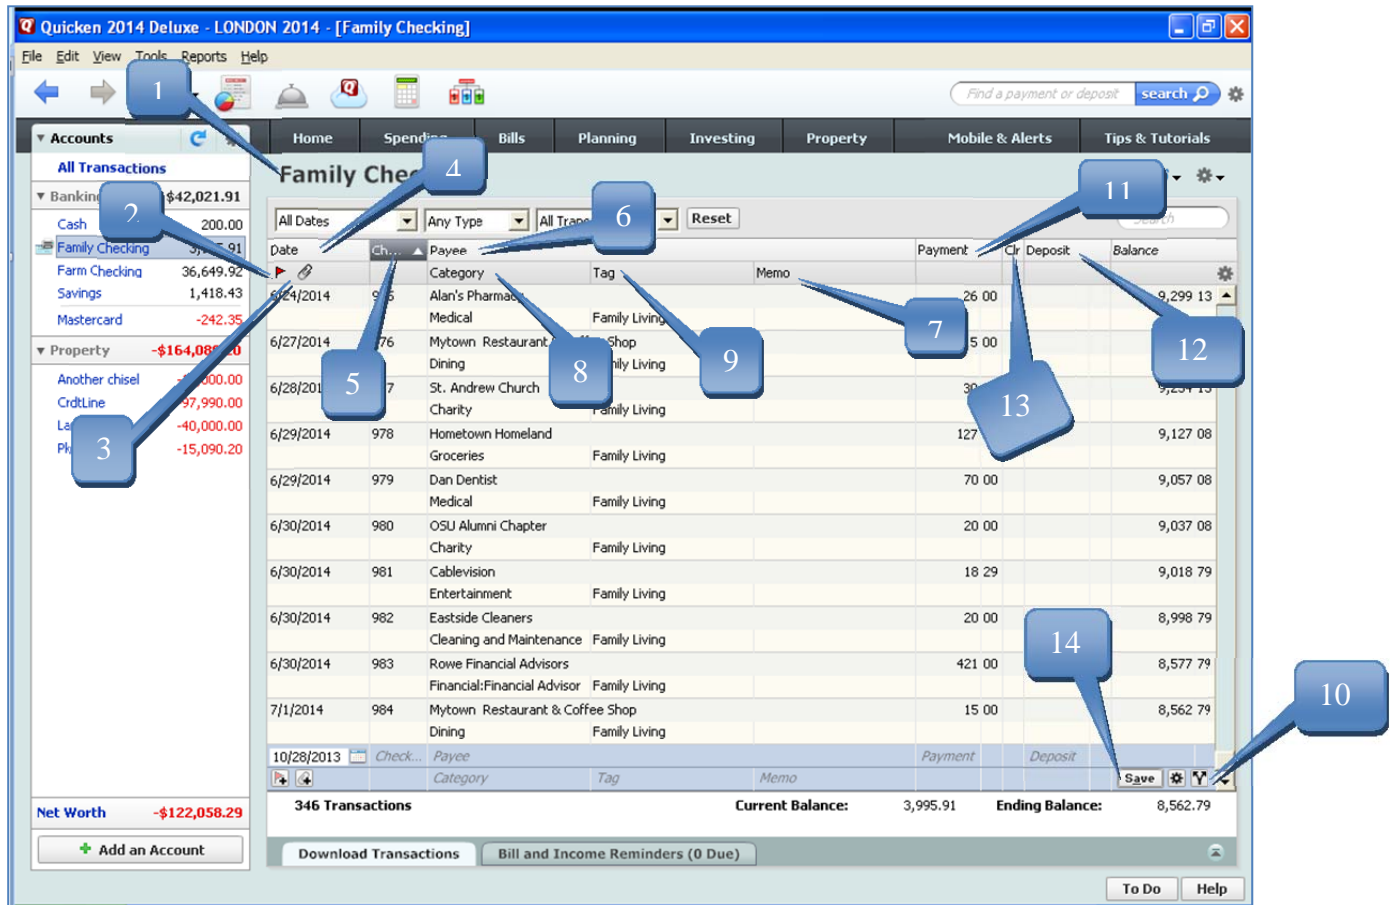 Quicken 2014 Deluxe - LONDON 2014 - [Family Checking]
File Edit View Tools Reports Help
1
Find a payment or deposit search
Accounts Home Bills Planning Investing Property Mobile & Alerts Tips & Tutorials
All Transactions
Family 4
Banking $42,021.91 2 11
All Dates Any Type All 6 Reset
Cash 200.00
Family Checking
Date Ch... Payee Payment Clr Deposit Balance
Farm Checking 36,649.92
Category Tag Memo
Savings 1,418.43
6/24/2014 Alan's Pharmacy 26 00 9,299 13
Medical Family Living
Mastercard -242.35
7
6/27/2014 Mytown Restaurant Shop
Property 12
Dining 9
Another chisel 5 8
St. Andrew Church
CrdtLine -97,990.00
Charity Family Living 13
-40,000.00
6/29/2014 978 Hometown Homeland 127 9,127 08
-15,090.20
3
Groceries Family Living
6/29/2014 979 Dan Dentist 70 00 9,057 08
Medical Family Living
6/30/2014 980 OSU Alumni Chapter 20 00 9,037 08
Charity Family Living
6/30/2014 981 Cablevision 18 29 9,018 79
Entertainment Family Living
6/30/2014 982 Eastside Cleaners 20 00 8,998 79
Cleaning and Maintenance Family Living
14
6/30/2014 983 Rowe Financial Advisors 421 00 8,577 79
Financial:Financial Advisor Family Living
10
7/1/2014 984 Mytown Restaurant & Coffee Shop 15 00 8,562 79
Dining Family Living
10/28/2013 Check... Payee Payment Deposit
Category Tag Memo Save
346 Transactions Current Balance: 3,995.91 Ending Balance: 8,562.79
Net Worth -$122,058.29
Add an Account
Download Transactions Bill and Income Reminders (0 Due)
To Do Help